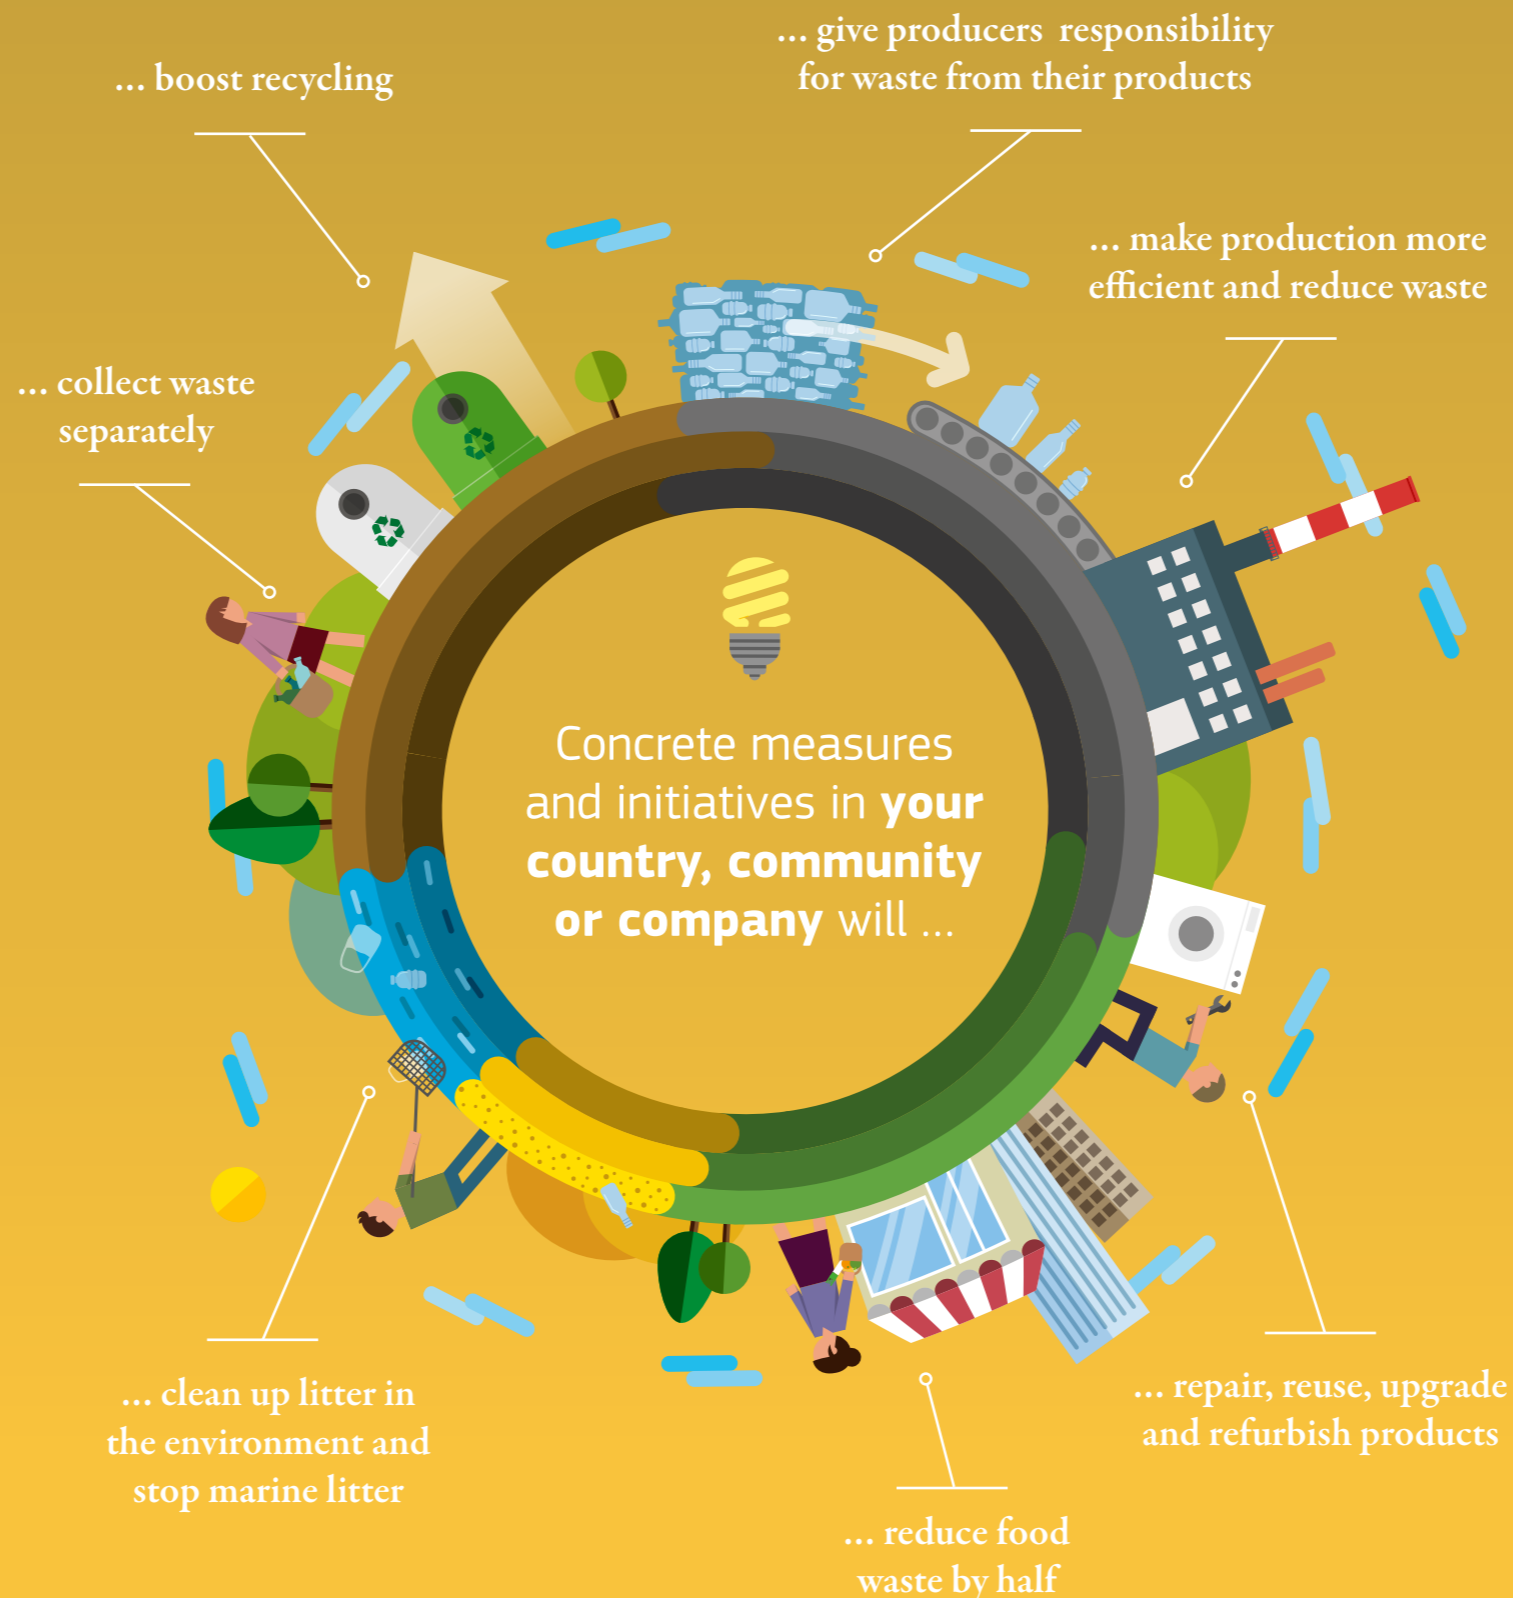 ... boost recycling
... give producers responsibility
for waste from their products
... make production more
efficient and reduce waste
... collect waste
separately
Concrete measures
and initiatives in your
country, community
or company will ...
... clean up litter in
the environment and
stop marine litter
... repair, reuse, upgrade
and refurbish products
... reduce food
waste by half